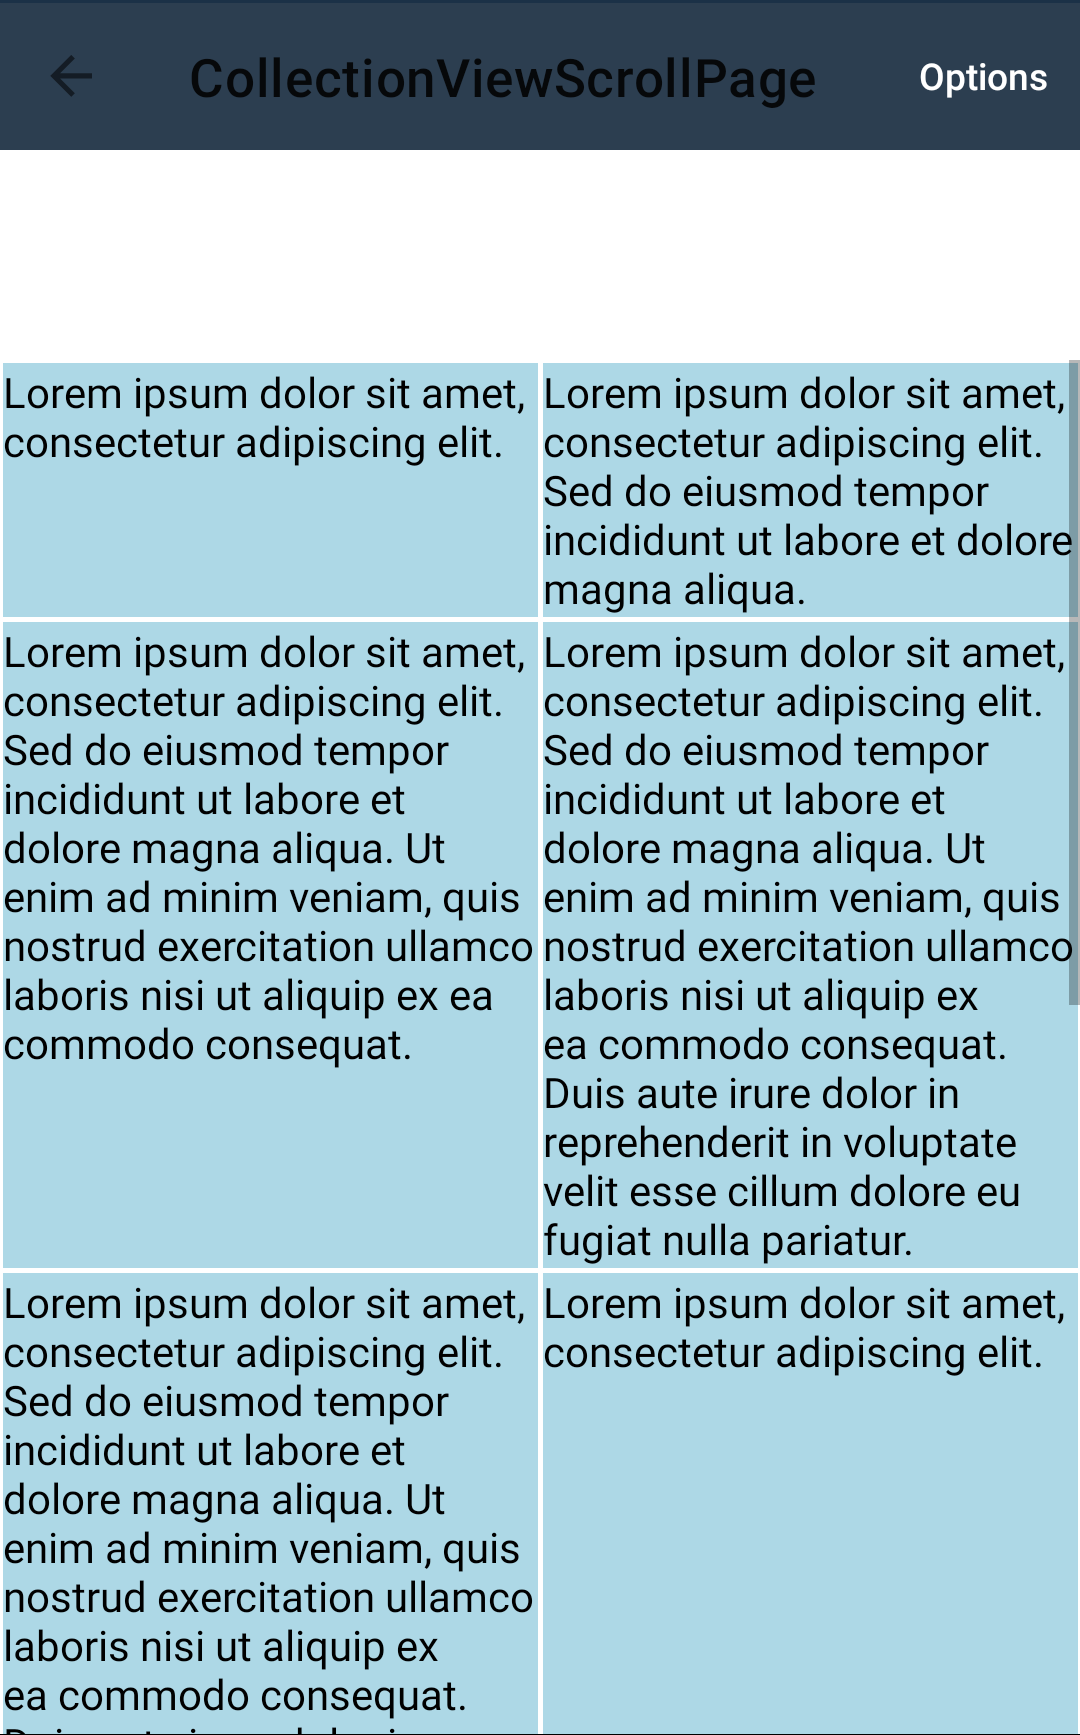 CollectionViewScrollPage
Options
Lorem ipsum dolor sit amet,
consectetur adipiscing elit.
Lorem ipsum dolor sit amet,
consectetur adipiscing elit.
Sed do eiusmod tempor
incididunt ut labore et dolore
magna aliqua.
Lorem ipsum dolor sit amet,
consectetur adipiscing elit.
Sed do eiusmod tempor
incididunt ut labore et
dolore magna aliqua. Ut
enim ad minim veniam, quis
nostrud exercitation ullamco
laboris nisi ut aliquip ex ea
commodo consequat.
Lorem ipsum dolor sit amet,
consectetur adipiscing elit.
Sed do eiusmod tempor
incididunt ut labore et
dolore magna aliqua. Ut
enim ad minim veniam, quis
nostrud exercitation ullamco
laboris nisi ut aliquip ex
ea commodo consequat.
Duis aute irure dolor in
reprehenderit in voluptate
velit esse cillum dolore eu
fugiat nulla pariatur.
Lorem ipsum dolor sit amet,
consectetur adipiscing elit.
Sed do eiusmod tempor
incididunt ut labore et
dolore magna aliqua. Ut
enim ad minim veniam, quis
nostrud exercitation ullamco
laboris nisi ut aliquip ex
ea commodo consequat.
Lorem ipsum dolor sit amet,
consectetur adipiscing elit.